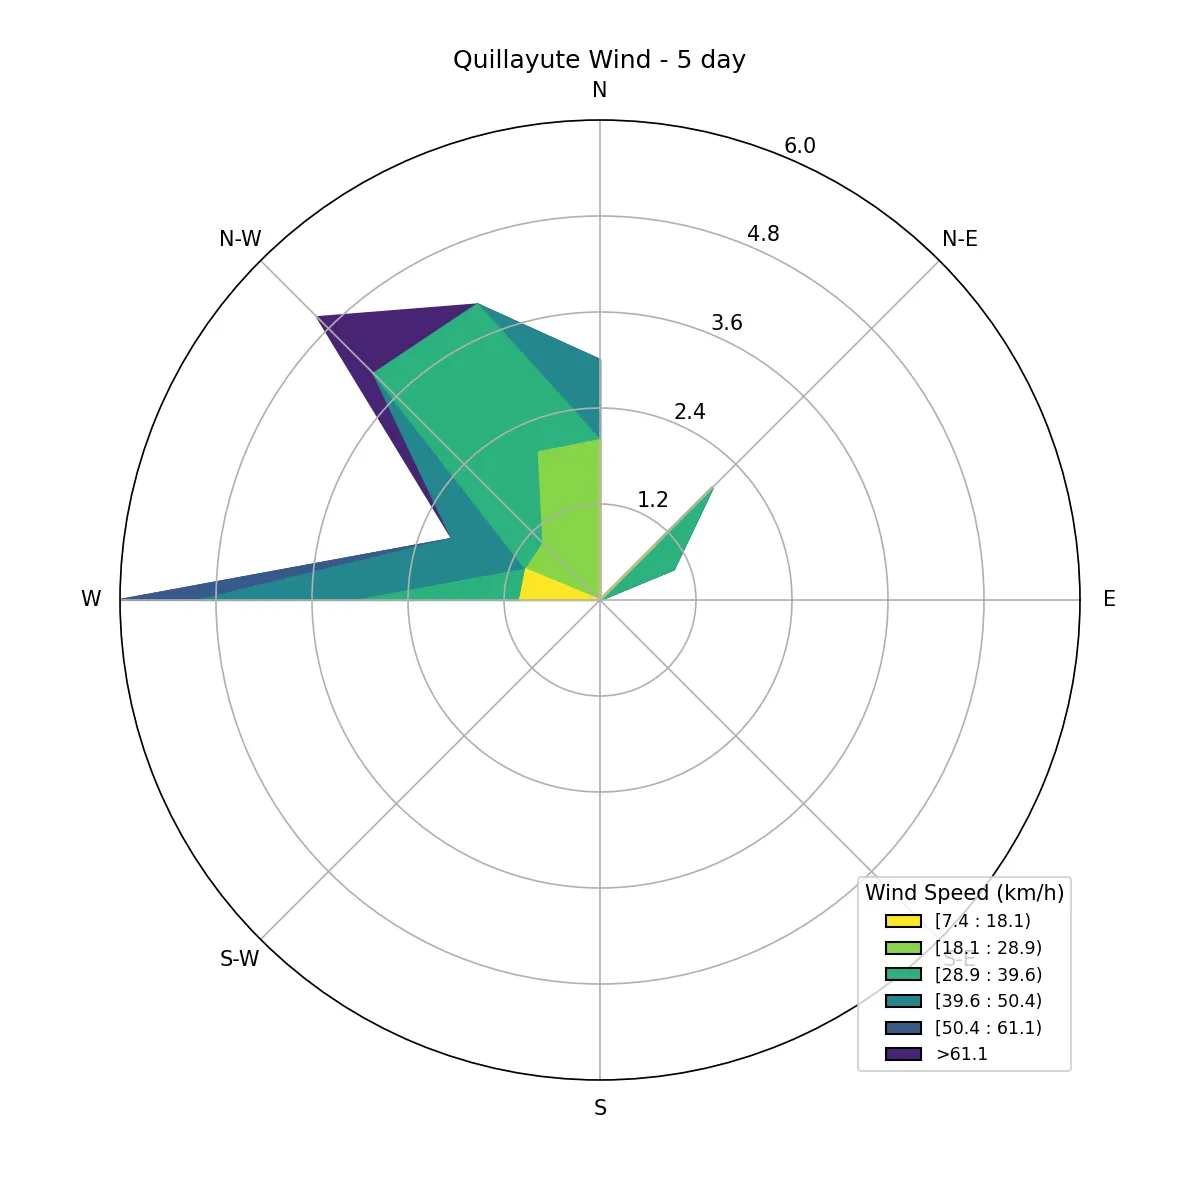 Quillayute Wind - 5 day
N
6.0
N-W
N-E
4.8
3.6
2.4
1.2
W
E
Wind Speed (km/h)
[7.4 : 18.1)
[18.1 : 28.9)
S-W
S-E
[28.9 : 39.6)
[39.6 : 50.4)
[50.4 : 61.1)
>61.1
S